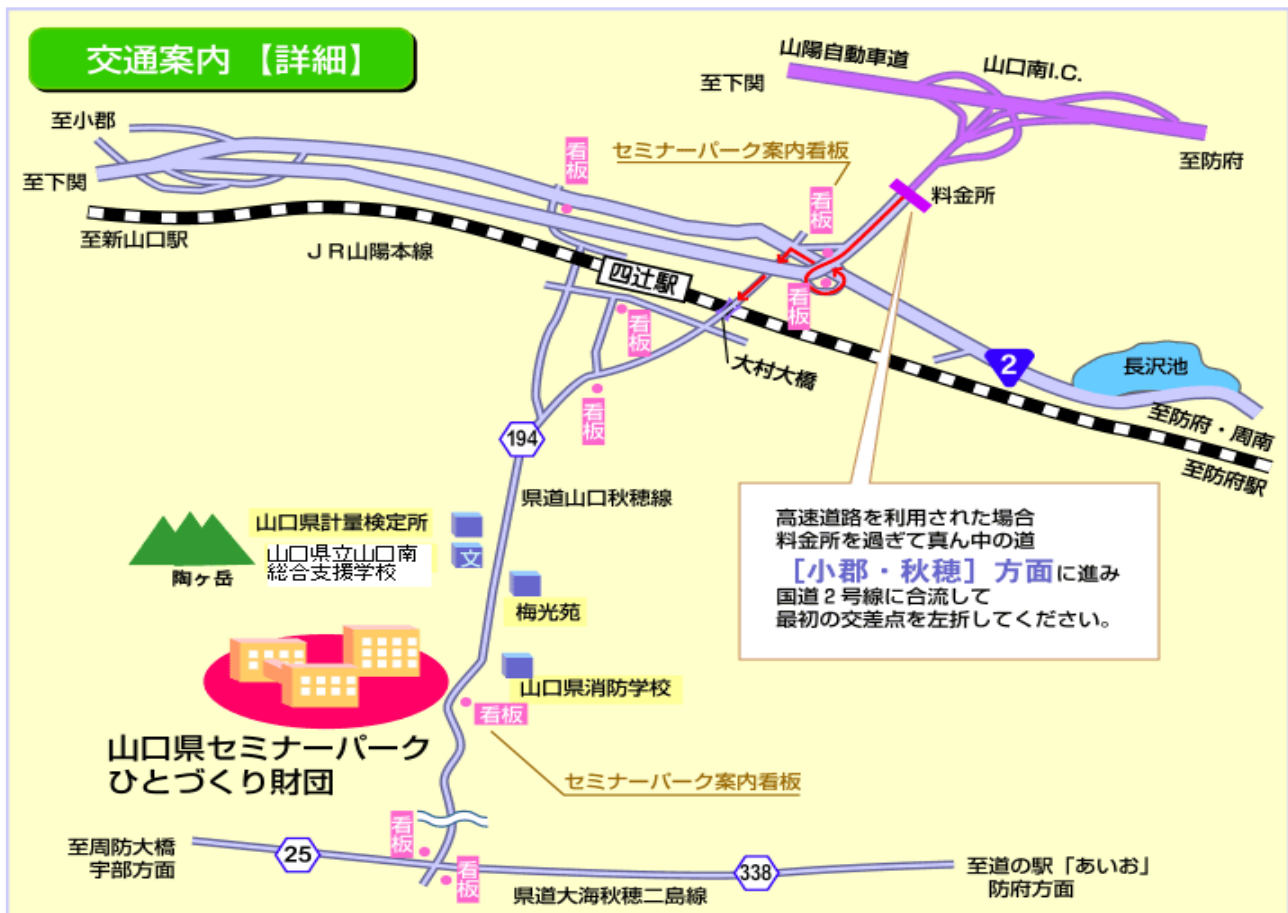 交通案内【詳細】
山陽自動車道
山口南I.C.
至下関
至防府
至小郡
至下関
看板
セミナーパーク案内看板
看板
料金所
至新山口駅
ＪＲ山陽本線
四辻駅
看板
看板
大村大橋
2
長沢池
至防府・周南
至防府駅
看板
194
県道山口秋穂線
高速道路を利用された場合
料金所を過ぎて真ん中の道
［小郡・秋穂］方面に進み
国道２号線に合流して
最初の交差点を左折してください。
山口県計量検定所
山口県立山口南
総合支援学校
文
陶ヶ岳
梅光苑
山口県消防学校
看板
山口県セミナーパーク
ひとづくり財団
セミナーパーク案内看板
看板
看板
至周防大橋
宇部方面
25
338
県道大海秋穂二島線
至道の駅「あいお」
防府方面